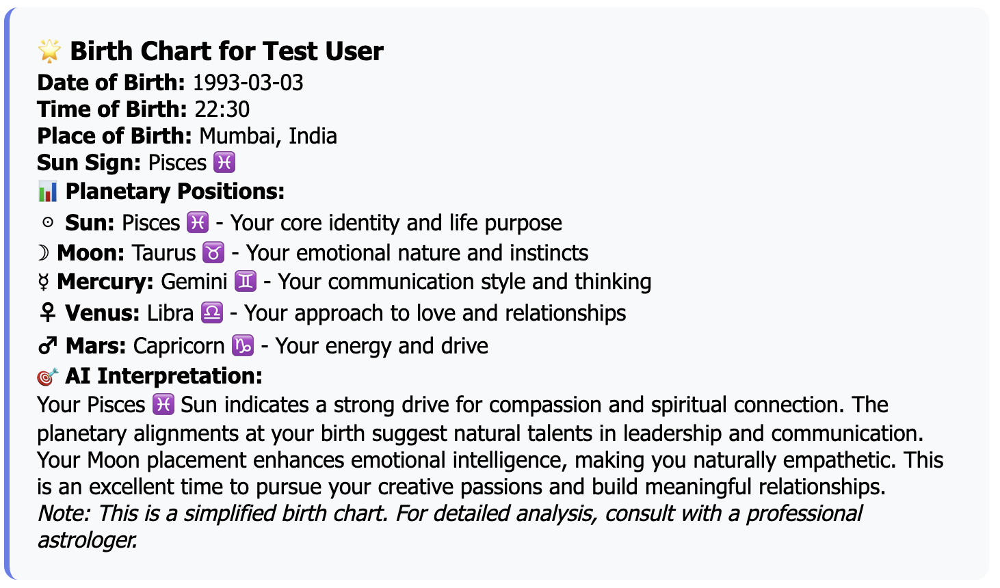 🌟 Birth Chart for Test User
Date of Birth: 1993-03-03
Time of Birth: 22:30
Place of Birth: Mumbai, India
Sun Sign: Pisces ♓
📊 Planetary Positions:
☉ Sun: Pisces ♓ - Your core identity and life purpose
☽ Moon: Taurus ♉ - Your emotional nature and instincts
☿ Mercury: Gemini ♊ - Your communication style and thinking
♀ Venus: Libra ♎ - Your approach to love and relationships
♂ Mars: Capricorn ♑ - Your energy and drive
🎯 AI Interpretation:
Your Pisces ♓ Sun indicates a strong drive for compassion and spiritual connection. The
planetary alignments at your birth suggest natural talents in leadership and communication.
Your Moon placement enhances emotional intelligence, making you naturally empathetic. This
is an excellent time to pursue your creative passions and build meaningful relationships.
Note: This is a simplified birth chart. For detailed analysis, consult with a professional
astrologer.